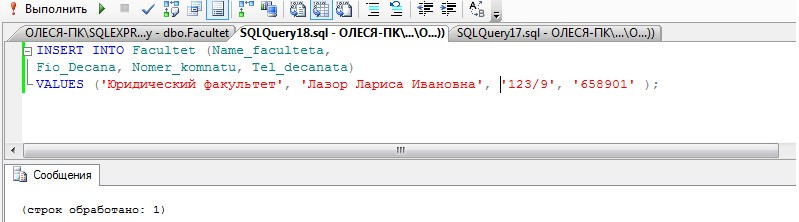 Выполнить
ОЛЕСЯ-ПК\SQLEXPR...y - dbo.Facultet SQLQuery18.sql - ОЛЕСЯ-ПК\...\О...)) SQLQuery17.sql - ОЛЕСЯ-ПК\...\О...))
INSERT INTO Facultet (Name_faculteta,
Fio_Decana, Nomer_komnatu, Tel_decanata)
VALUES ('Юридический факультет', 'Лазор Лариса Ивановна', '123/9', '658901' );
Сообщения
(строк обработано: 1)